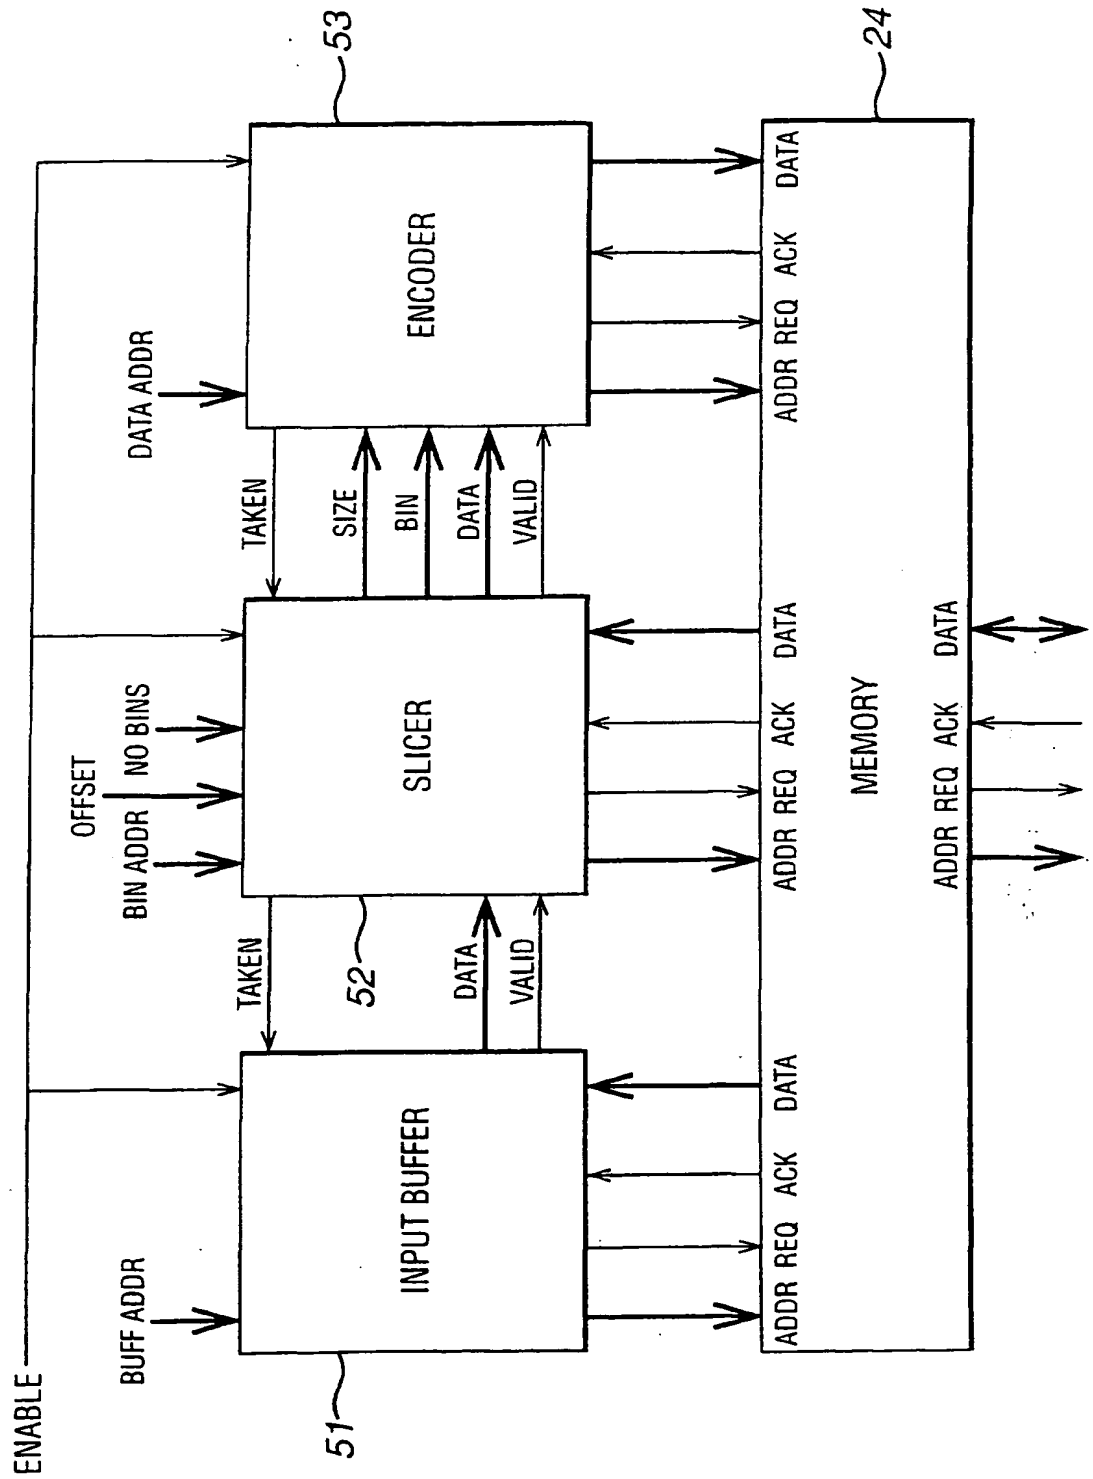 ENABLE
BUFF ADDR
BIN ADDR
OFFSET
NO BINS
DATA ADDR
51
INPUT BUFFER
TAKEN
DATA
VALID
52
SLICER
TAKEN
SIZE
BIN
DATA
VALID
ENCODER
53
ADDR REQ ACK DATA
ADDR REQ ACK DATA
ADDR REQ ACK DATA
MEMORY
24
ADDR REQ ACK DATA